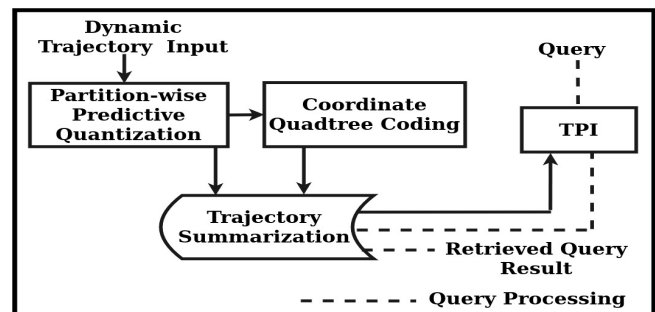 Dynamic
Trajectory Input
Query
Partition-wise
Predictive
Quantization
Coordinate
Quadtree Coding
TPI
Trajectory
Summarization
Retrieved Query
Result
Query Processing